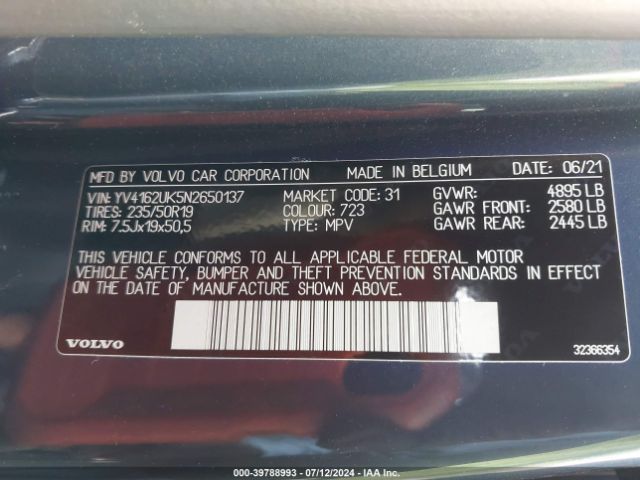 MFD BY VOLVO CAR CORPORATION MADE IN BELGIUM DATE: 06/21
VIN: YV4162UK5N2650137 MARKET CODE: 31 GVWR: 4895 LB
TIRES: 235/50R19 COLOUR: 723 GAWR FRONT: 2580 LB
RIM: 7.5Jx19x50,5 TYPE: MPV GAWR REAR: 2445 LB
THIS VEHICLE CONFORMS TO ALL APPLICABLE FEDERAL MOTOR
VEHICLE SAFETY, BUMPER AND THEFT PREVENTION STANDARDS IN EFFECT
ON THE DATE OF MANUFACTURE SHOWN ABOVE.
VOLVO 32366354
000-39788993 - 07/12/2024 - IAA Inc.